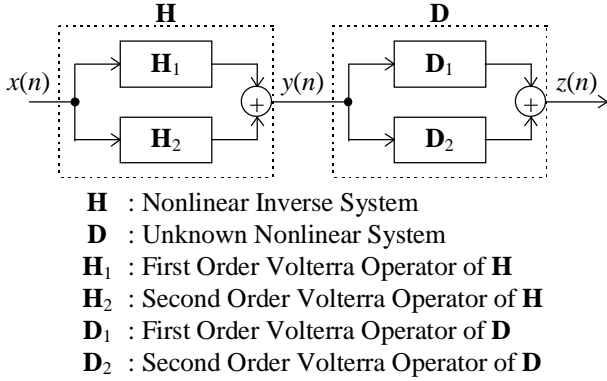 H D
x(n) H1 y(n) D1 z(n)
+ +
H2 D2
H : Nonlinear Inverse System
D : Unknown Nonlinear System
H1 : First Order Volterra Operator of H
H2 : Second Order Volterra Operator of H
D1 : First Order Volterra Operator of D
D2 : Second Order Volterra Operator of D